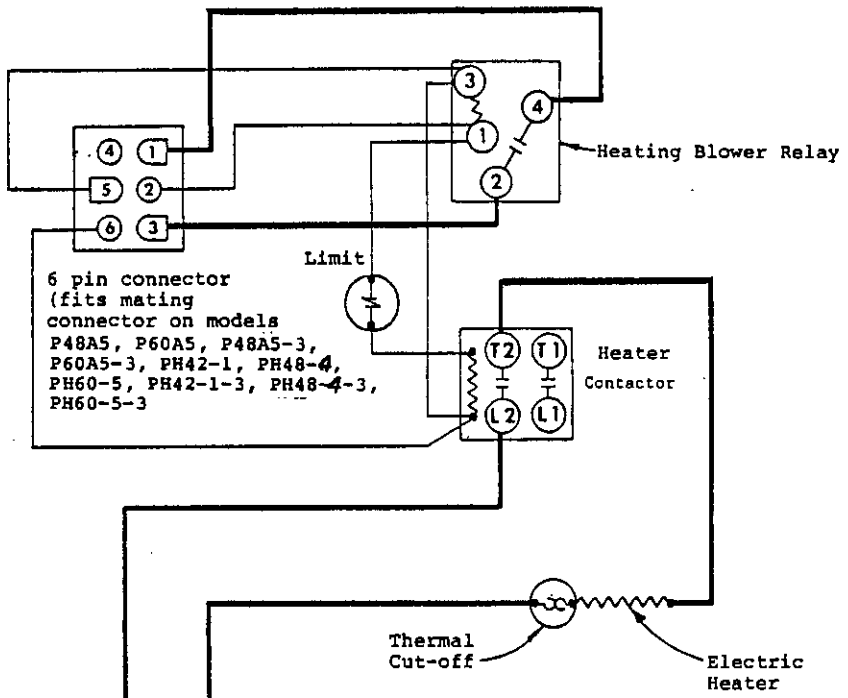 3
4
1
2
Heating Blower Relay
4 1
5 2
6 3
Limit
6 pin connector
(fits mating
connector on models
P48A5, P60A5, P48A5-3,
P60A5-3, PH42-1, PH48-4,
PH60-5, PH42-1-3, PH48-4-3,
PH60-5-3
T2 T1
L2 L1
Heater
Contactor
Thermal
Cut-off
Electric
Heater